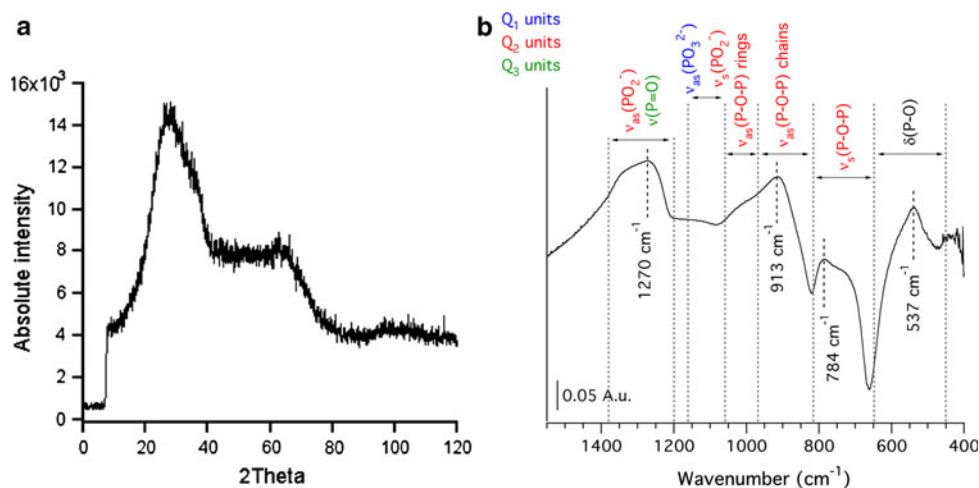 a
16x10³
14
12
10
8
6
4
2
0
Absolute intensity
0 20 40 60 80 100 120
2Theta
b
Q₁ units
Q₂ units
Q₃ units
νas(PO₂⁻)
ν(P=O)
νas(PO₃²⁻)
νs(PO₂⁻)
νas(P-O-P) rings
νas(P-O-P) chains
νs(P-O-P)
δ(P-O)
1270 cm⁻¹
913 cm⁻¹
784 cm⁻¹
537 cm⁻¹
0.05 A.u.
1400 1200 1000 800 600 400
Wavenumber (cm⁻¹)